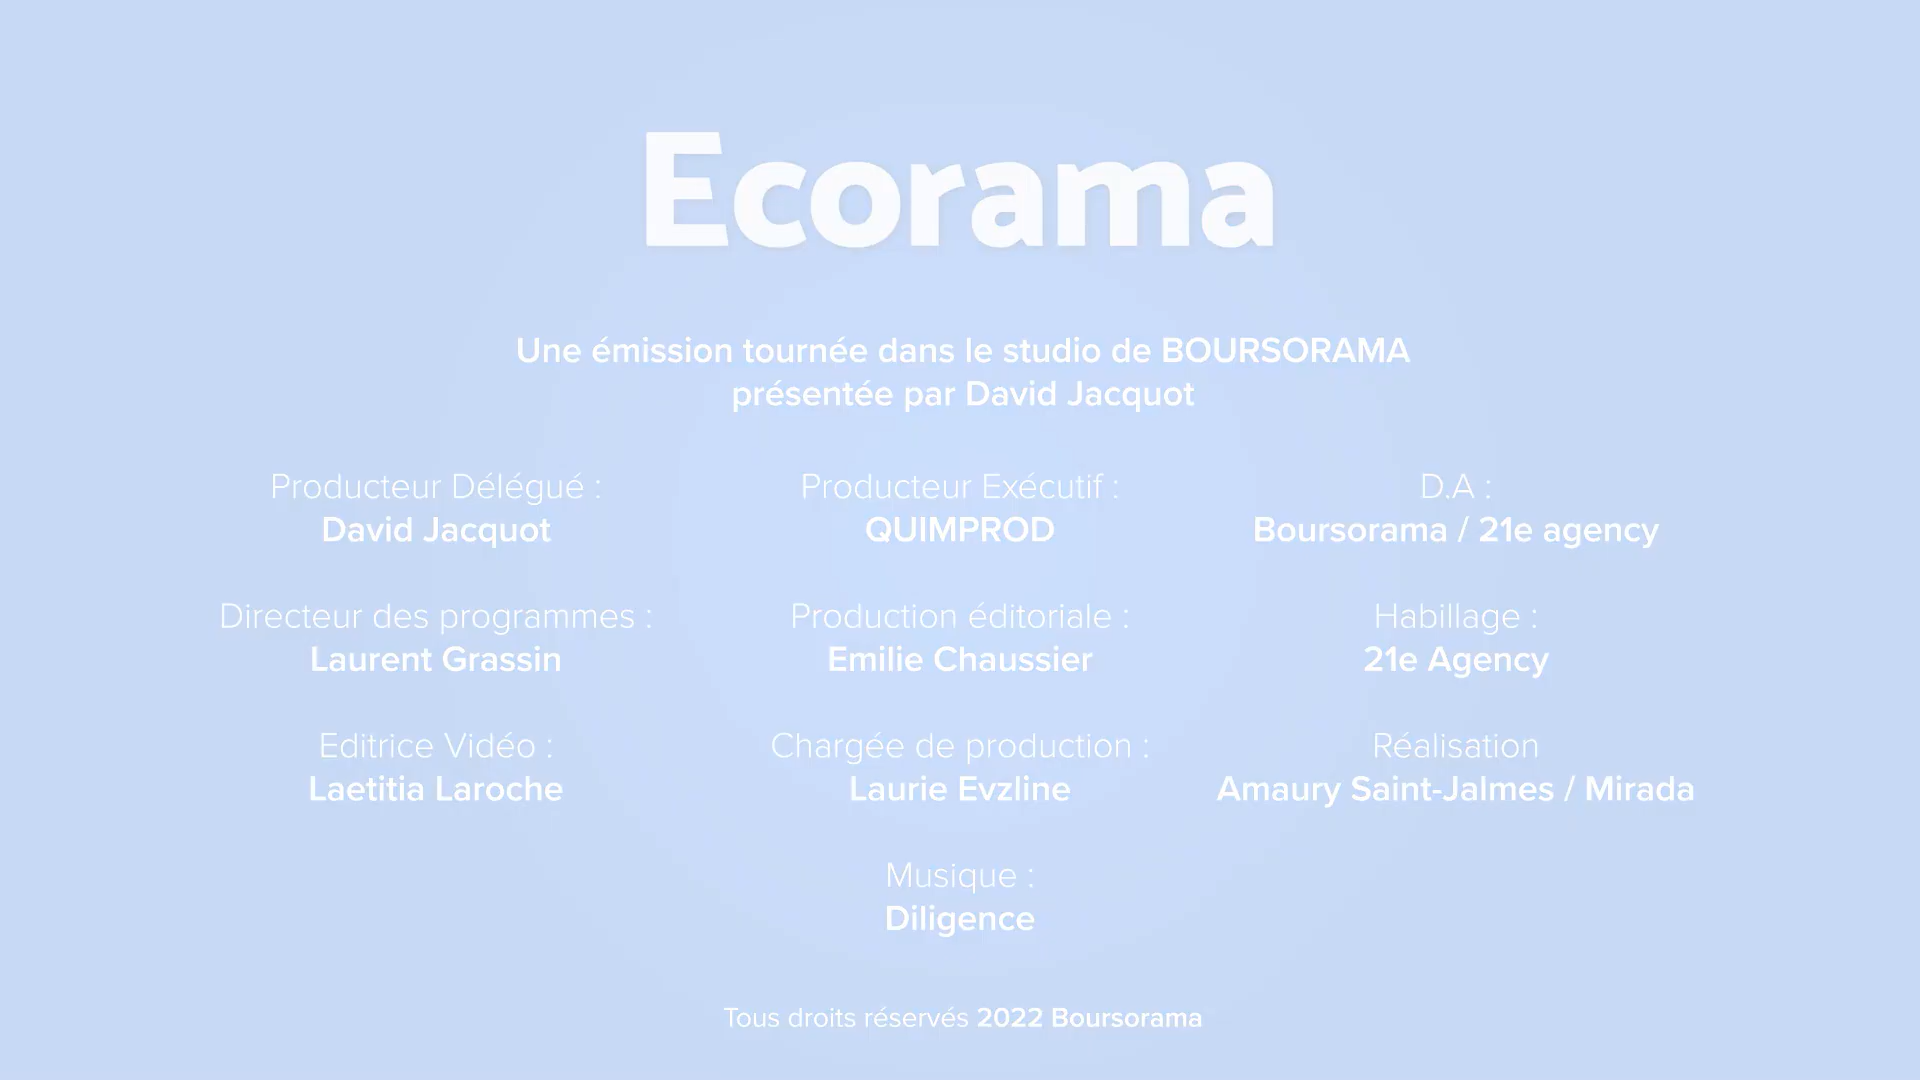 Ecorama
Une émission tournée dans le studio de BOURSORAMA
présentée par David Jacquot
Producteur Délégué :
David Jacquot
Producteur Exécutif :
QUIMPROD
D.A :
Boursorama / 21e agency
Directeur des programmes :
Laurent Grassin
Production éditoriale :
Emilie Chaussier
Habillage :
21e Agency
Editrice Vidéo :
Laetitia Laroche
Chargée de production :
Laurie Evzline
Réalisation
Amaury Saint-Jalmes / Mirada
Musique :
Diligence
Tous droits réservés 2022 Boursorama